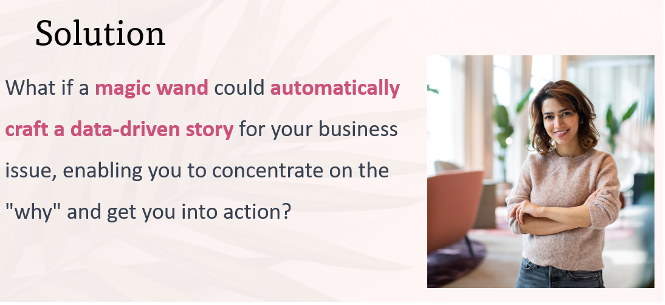 Solution
What if a magic wand could automatically
craft a data-driven story for your business
issue, enabling you to concentrate on the
"why" and get you into action?